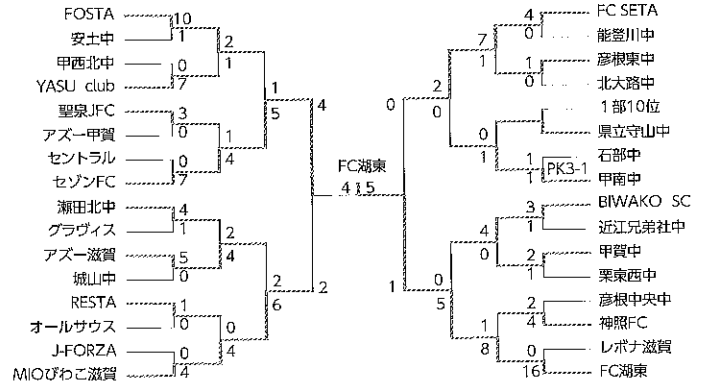 FOSTA
10
安土中
1
甲西北中
0
YASU club
7
2
1
聖泉JFC
3
アズー甲賀
0
セントラル
0
セゾンFC
7
1
4
1
5
瀬田北中
4
グラヴィス
1
アズー滋賀
5
城山中
0
2
4
RESTA
1
オールサウス
0
J-FORZA
0
MIOびわこ滋賀
4
0
4
2
6
4
2
FC湖東
4 5
0
1
2
0
7
1
4
FC SETA
0
能登川中
1
彦根東中
0
北大路中
0
1
1部10位
県立守山中
1
石部中
PK3-1
1
甲南中
0
5
4
0
3
BIWAKO SC
1
近江兄弟社中
2
甲賀中
1
栗東西中
1
8
2
彦根中央中
4
神照FC
0
レボナ滋賀
16
FC湖東